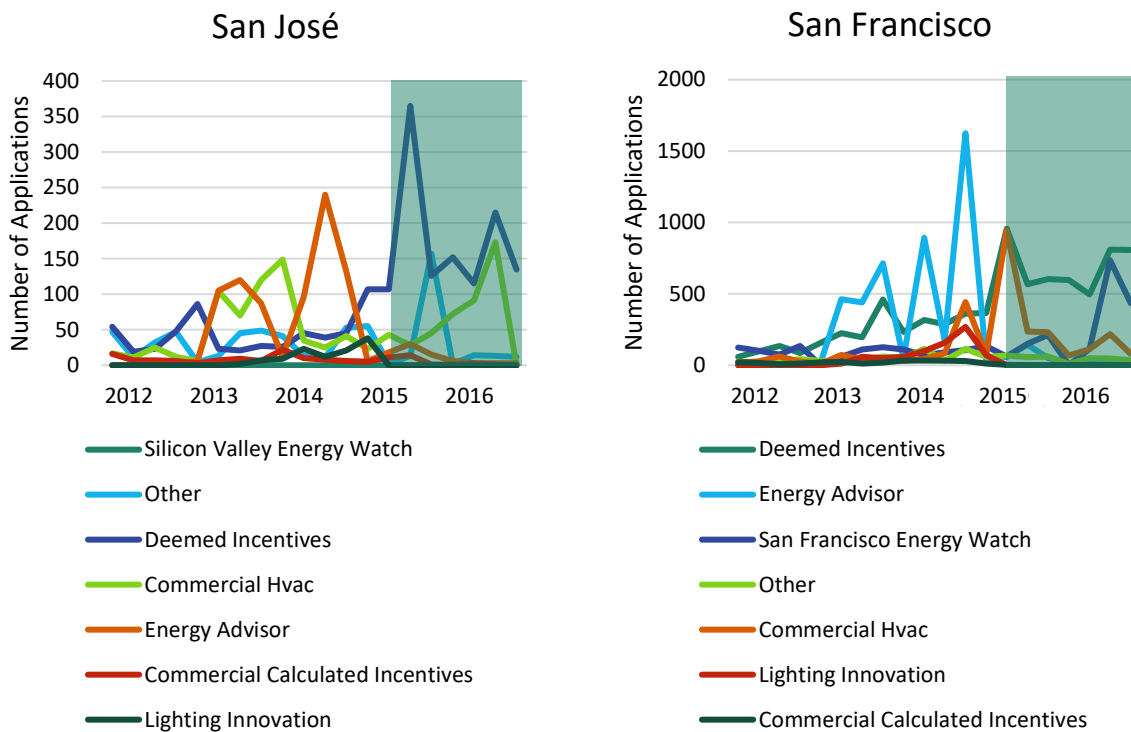 San José
Number of Applications
400
350
300
250
200
150
100
50
0
2012
2013
2014
2015
2016
Silicon Valley Energy Watch
Other
Deemed Incentives
Commercial Hvac
Energy Advisor
Commercial Calculated Incentives
Lighting Innovation
San Francisco
Number of Applications
2000
1500
1000
500
0
2012
2013
2014
2015
2016
Deemed Incentives
Energy Advisor
San Francisco Energy Watch
Other
Commercial Hvac
Lighting Innovation
Commercial Calculated Incentives